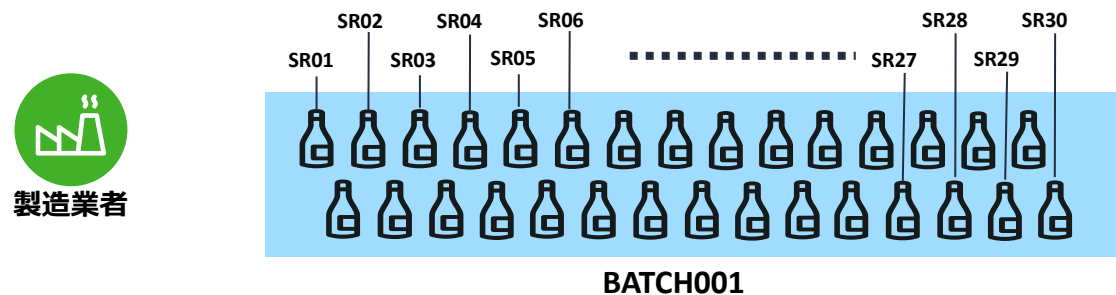 SR02
SR04
SR06
SR28
SR30
SR01
SR03
SR05
SR27
SR29
製造業者
BATCH001